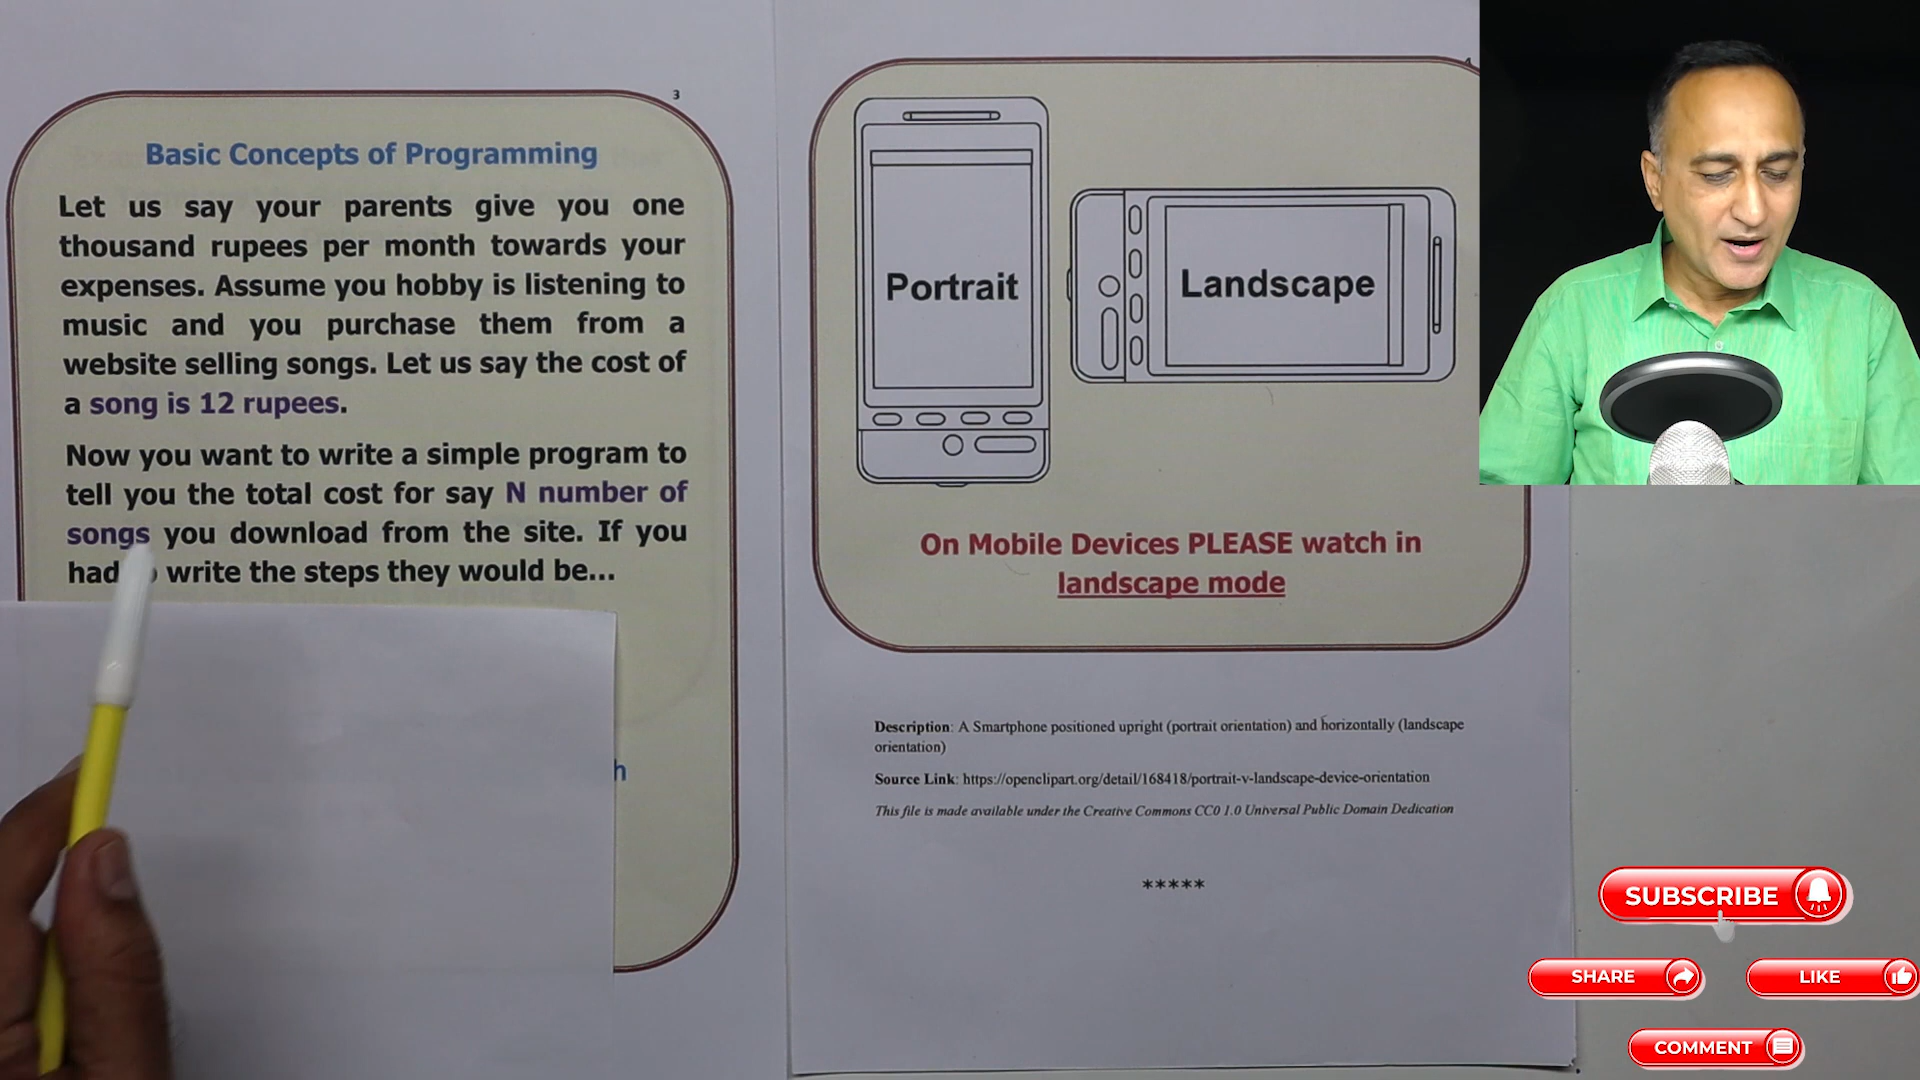 3
Basic Concepts of Programming
Let us say your parents give you one
thousand rupees per month towards your
expenses. Assume you hobby is listening to
music and you purchase them from a
website selling songs. Let us say the cost of
a song is 12 rupees.
Now you want to write a simple program to
tell you the total cost for say N number of
songs you download from the site. If you
had write the steps they would be...
Portrait
Landscape
On Mobile Devices PLEASE watch in
landscape mode
Description: A Smartphone positioned upright (portrait orientation) and horizontally (landscape
orientation)
Source Link: https://openclipart.org/detail/168418/portrait-v-landscape-device-orientation
This file is made available under the Creative Commons CC0 1.0 Universal Public Domain Dedication
*****
SUBSCRIBE
SHARE
LIKE
COMMENT